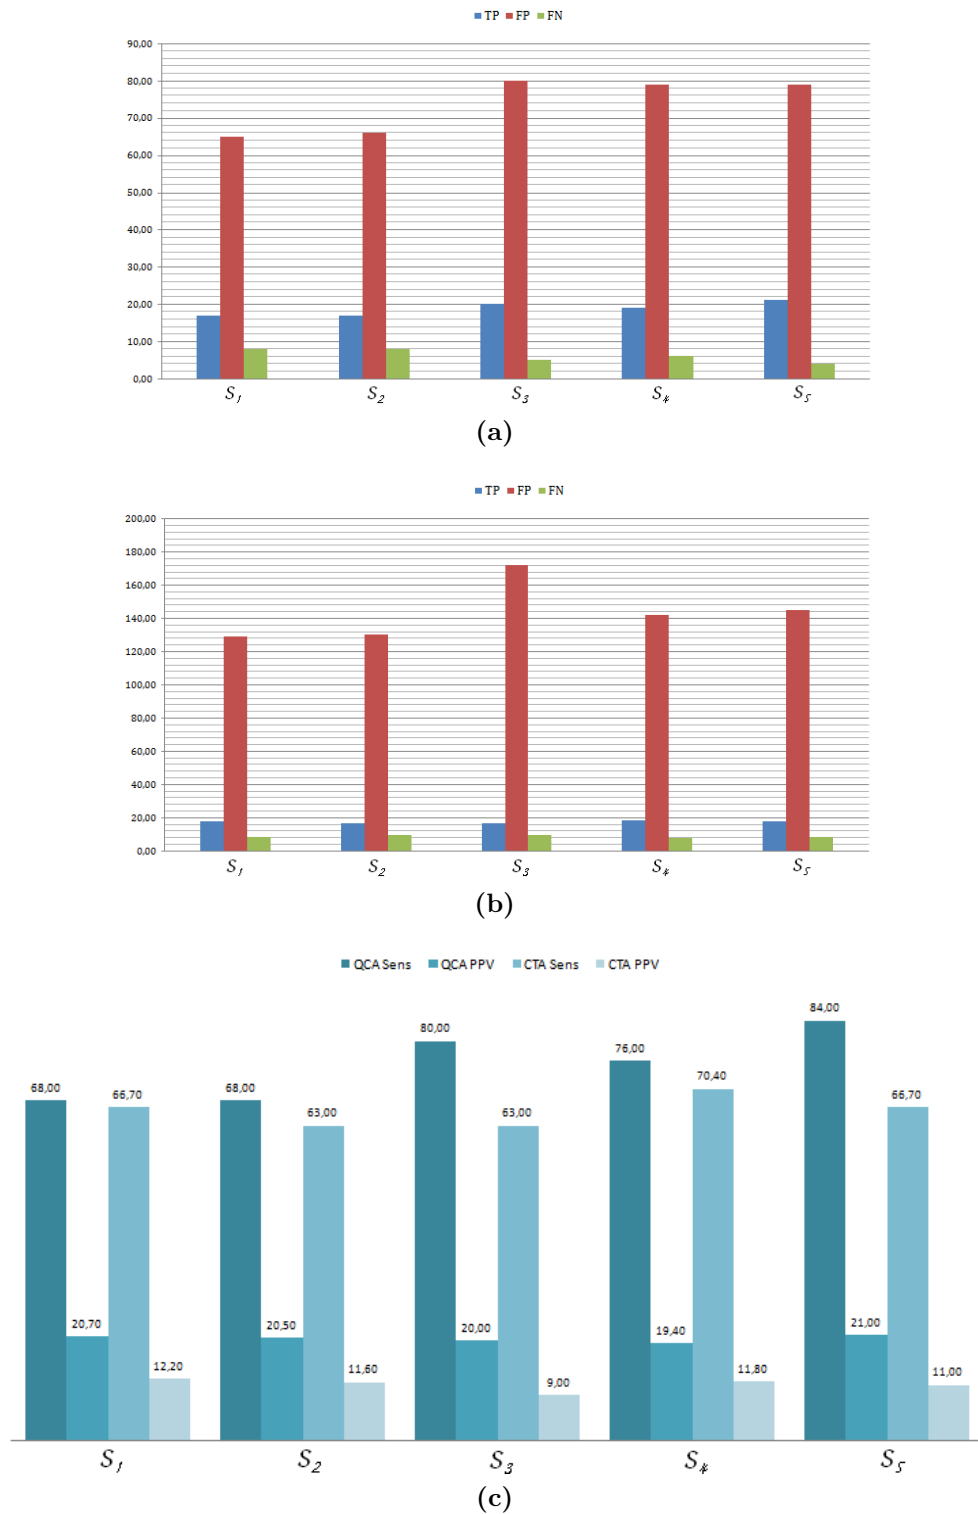 TP FP FN
90,00
80,00
70,00
60,00
50,00
40,00
30,00
20,00
10,00
0,00
S1 S2 S3 S4 S5
(a)
TP FP FN
200,00
180,00
160,00
140,00
120,00
100,00
80,00
60,00
40,00
20,00
0,00
S1 S2 S3 S4 S5
(b)
QCA Sens QCA PPV CTA Sens CTA PPV
68,00 20,70 66,70 12,20
68,00 20,50 63,00 11,60
80,00 20,00 63,00 9,00
76,00 19,40 70,40 11,80
84,00 21,00 66,70 11,00
S1 S2 S3 S4 S5
(c)